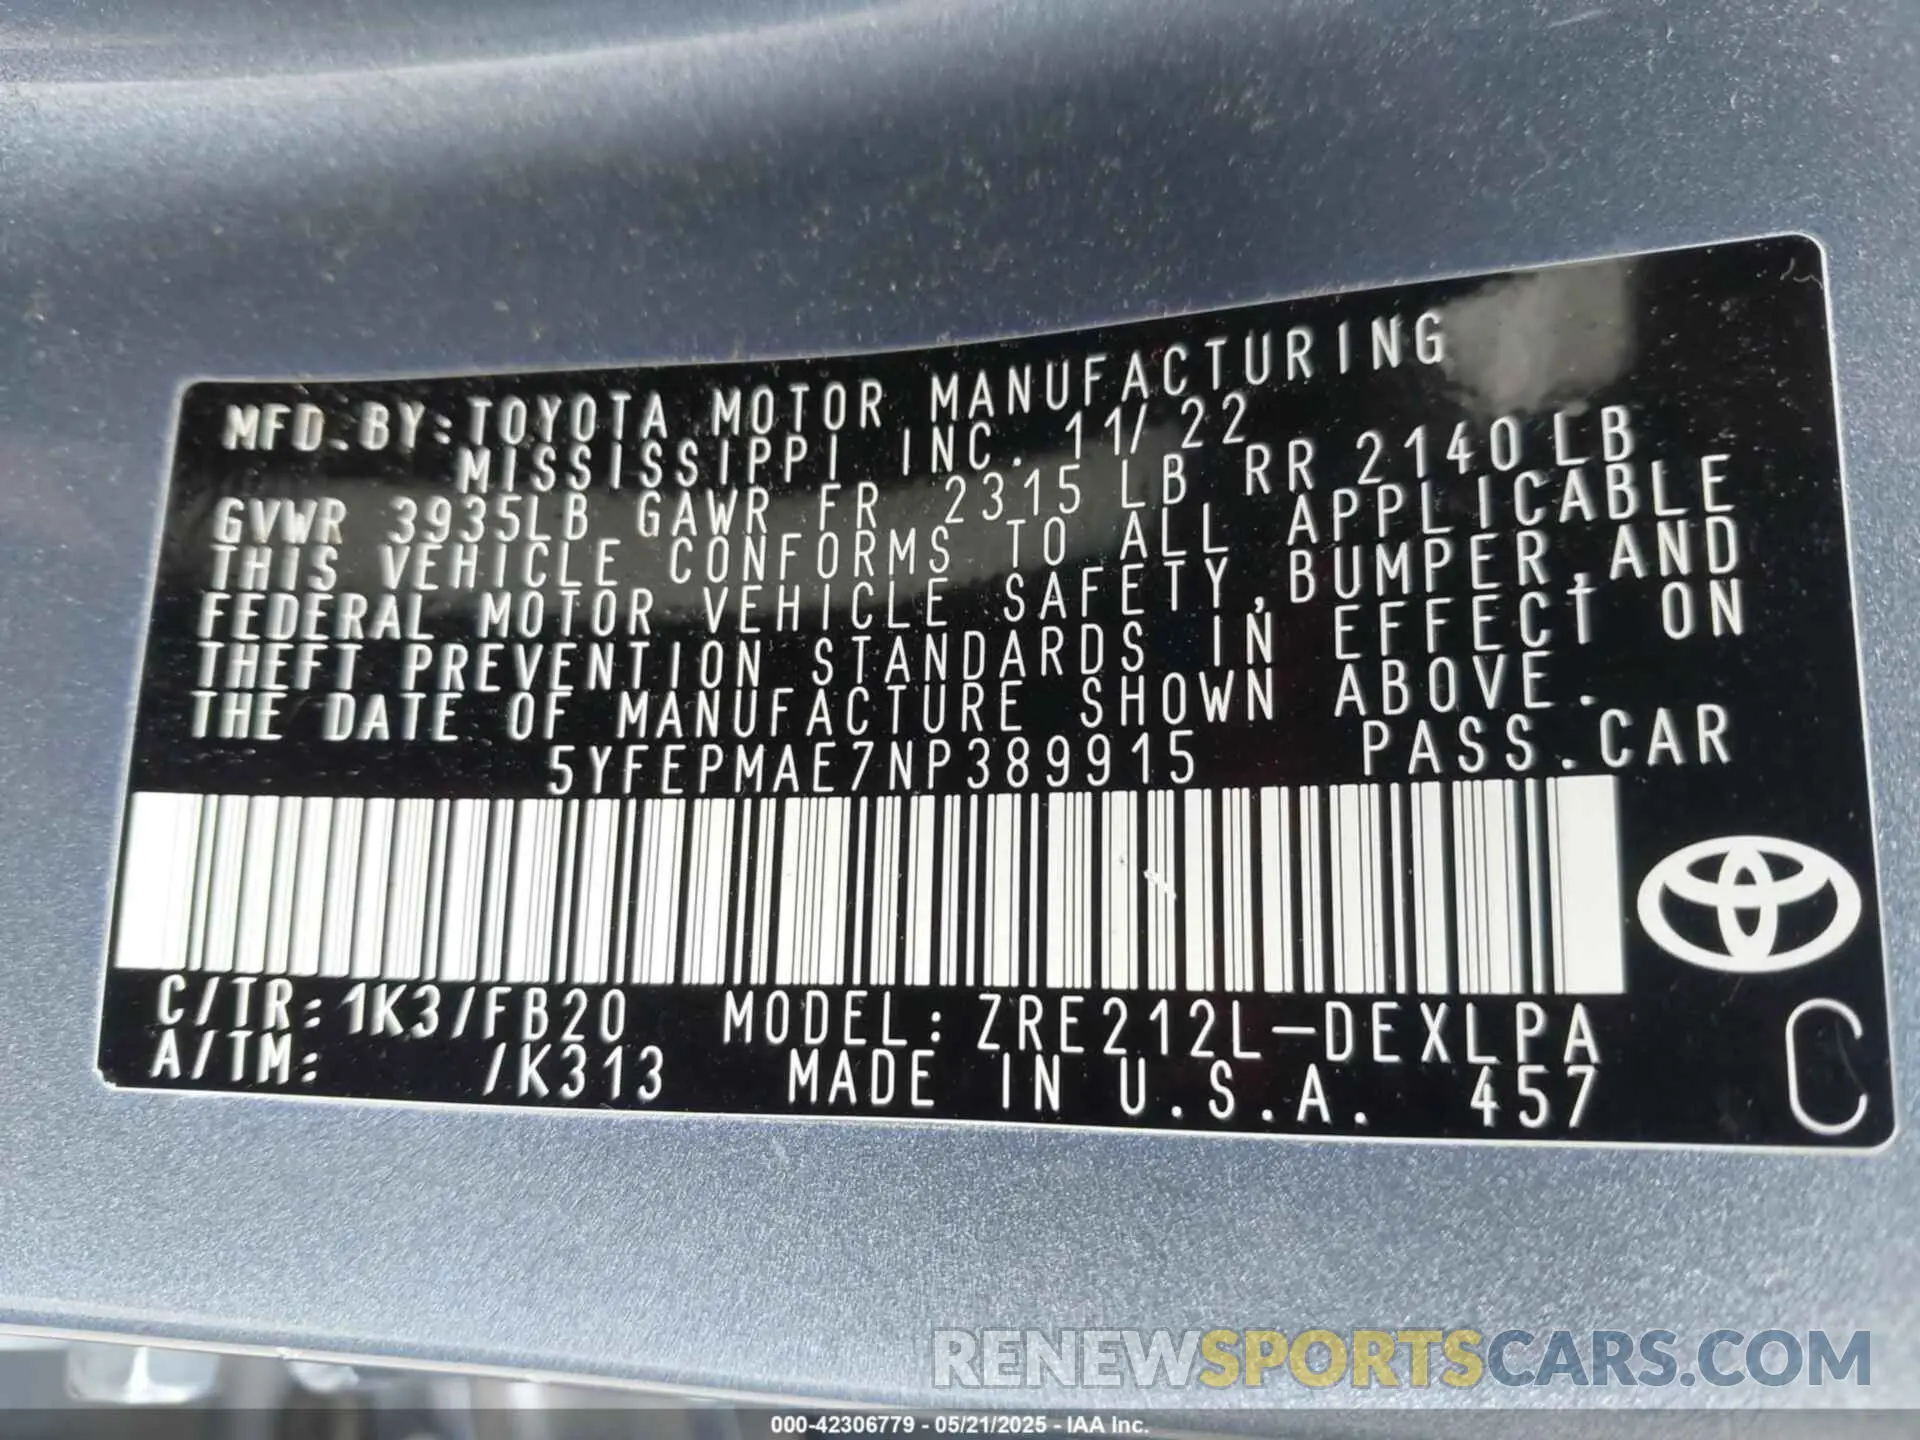 MFD.BY:TOYOTA MOTOR MANUFACTURING
MISSISSIPPI INC. 11/22
GVWR 3935LB GAWR FR 2315 LB RR 2140LB
THIS VEHICLE CONFORMS TO ALL APPLICABLE
FEDERAL MOTOR VEHICLE SAFETY,BUMPER,AND
THEFT PREVENTION STANDARDS IN EFFECT ON
THE DATE OF MANUFACTURE SHOWN ABOVE.
5YFEPMAE7NP389915 PASS.CAR
C/TR:1K3/FB20 MODEL:ZRE212L-DEXLPA
A/TM: /K313 MADE IN U.S.A. 457
C
RENEWSPORTSCARS.COM
000-42306779 - 05/21/2025 - IAA Inc.